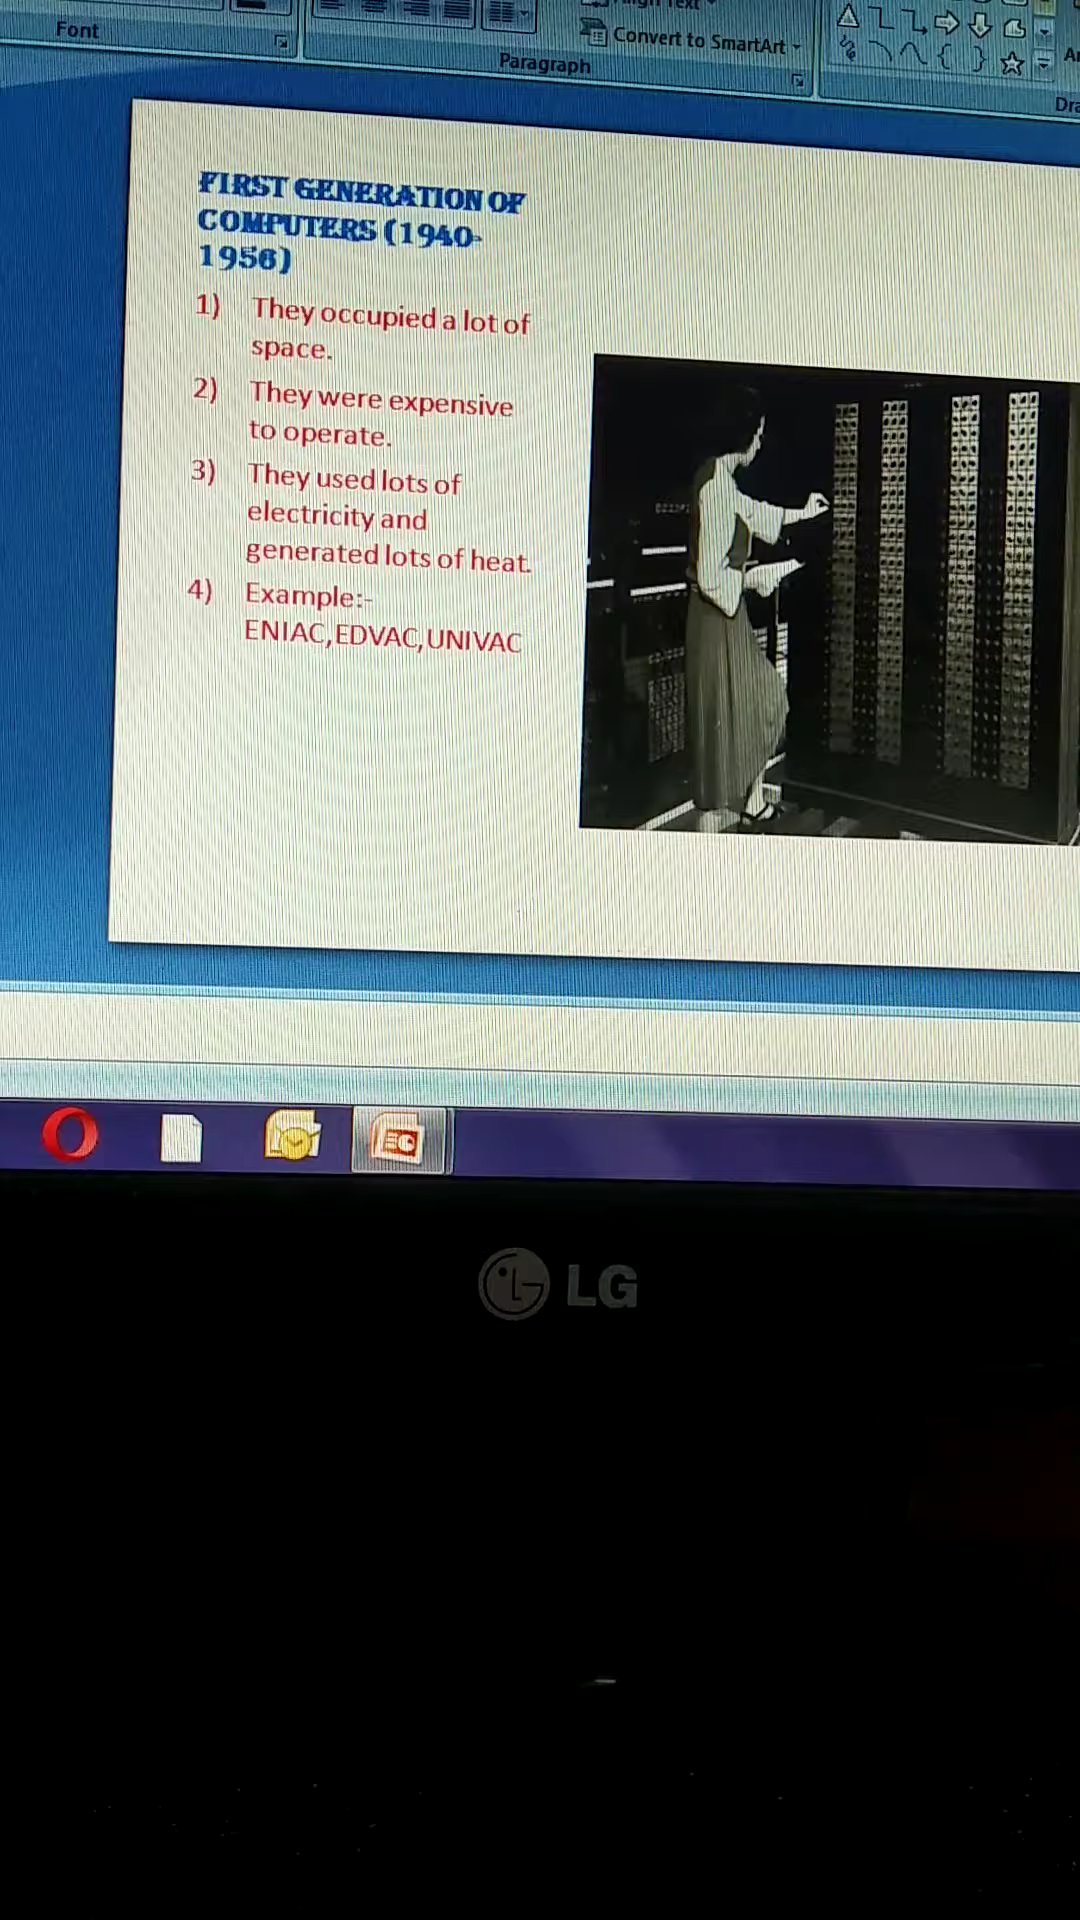 Font
Paragraph
Convert to SmartArt
FIRST GENERATION OF
COMPUTERS (1940-
1956)
1) They occupied a lot of
space.
2) They were expensive
to operate.
3) They used lots of
electricity and
generated lots of heat.
4) Example:-
ENIAC,EDVAC,UNIVAC
LG